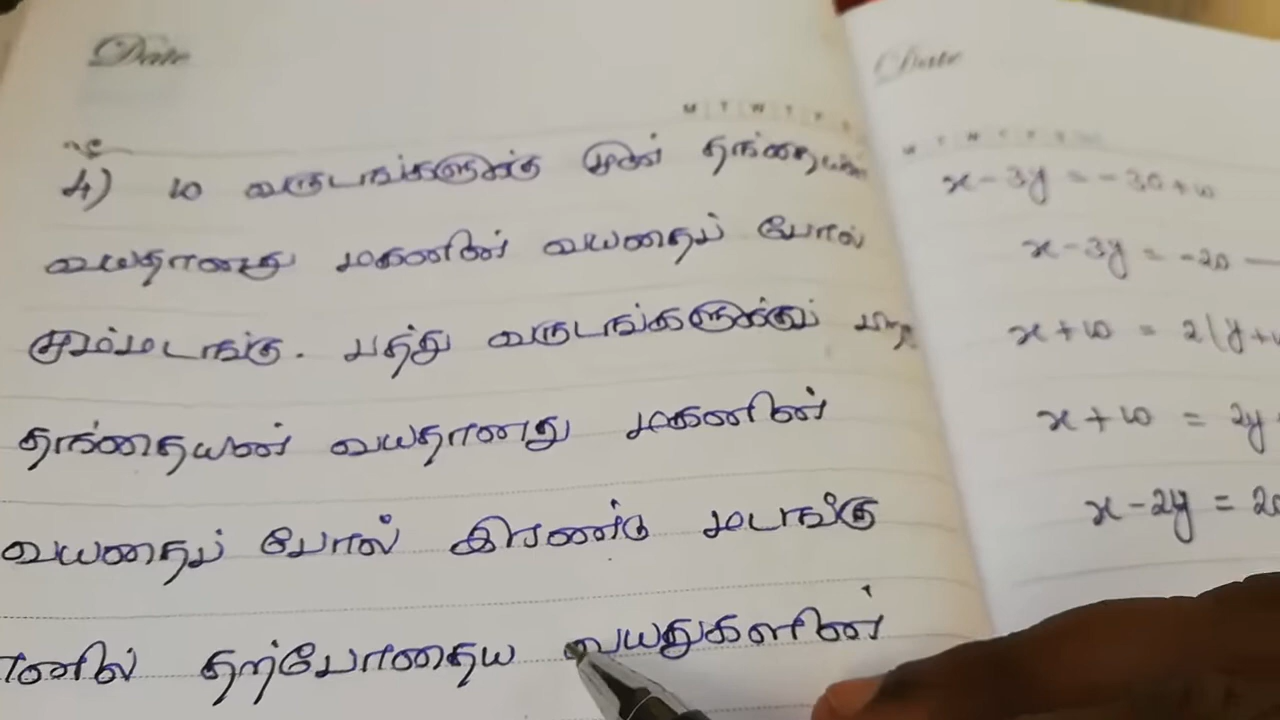 Date
M T W T F S
4) 10 வருடங்களுக்கு முன் தந்தையின்
வயதானது மகனின் வயதைப் போல்
மும்மடங்கு. பத்து வருடங்களுக்குப்
தந்தையின் வயதானது மகனின்
வயதைப் போல் இரண்டு மடங்கு
எனில் தற்போதைய வயதுகளின்
Date
x - 3y = -30 + 10
x - 3y = -20 —
x + 10 = 2(y +
x + 10 = 2y
x - 2y =